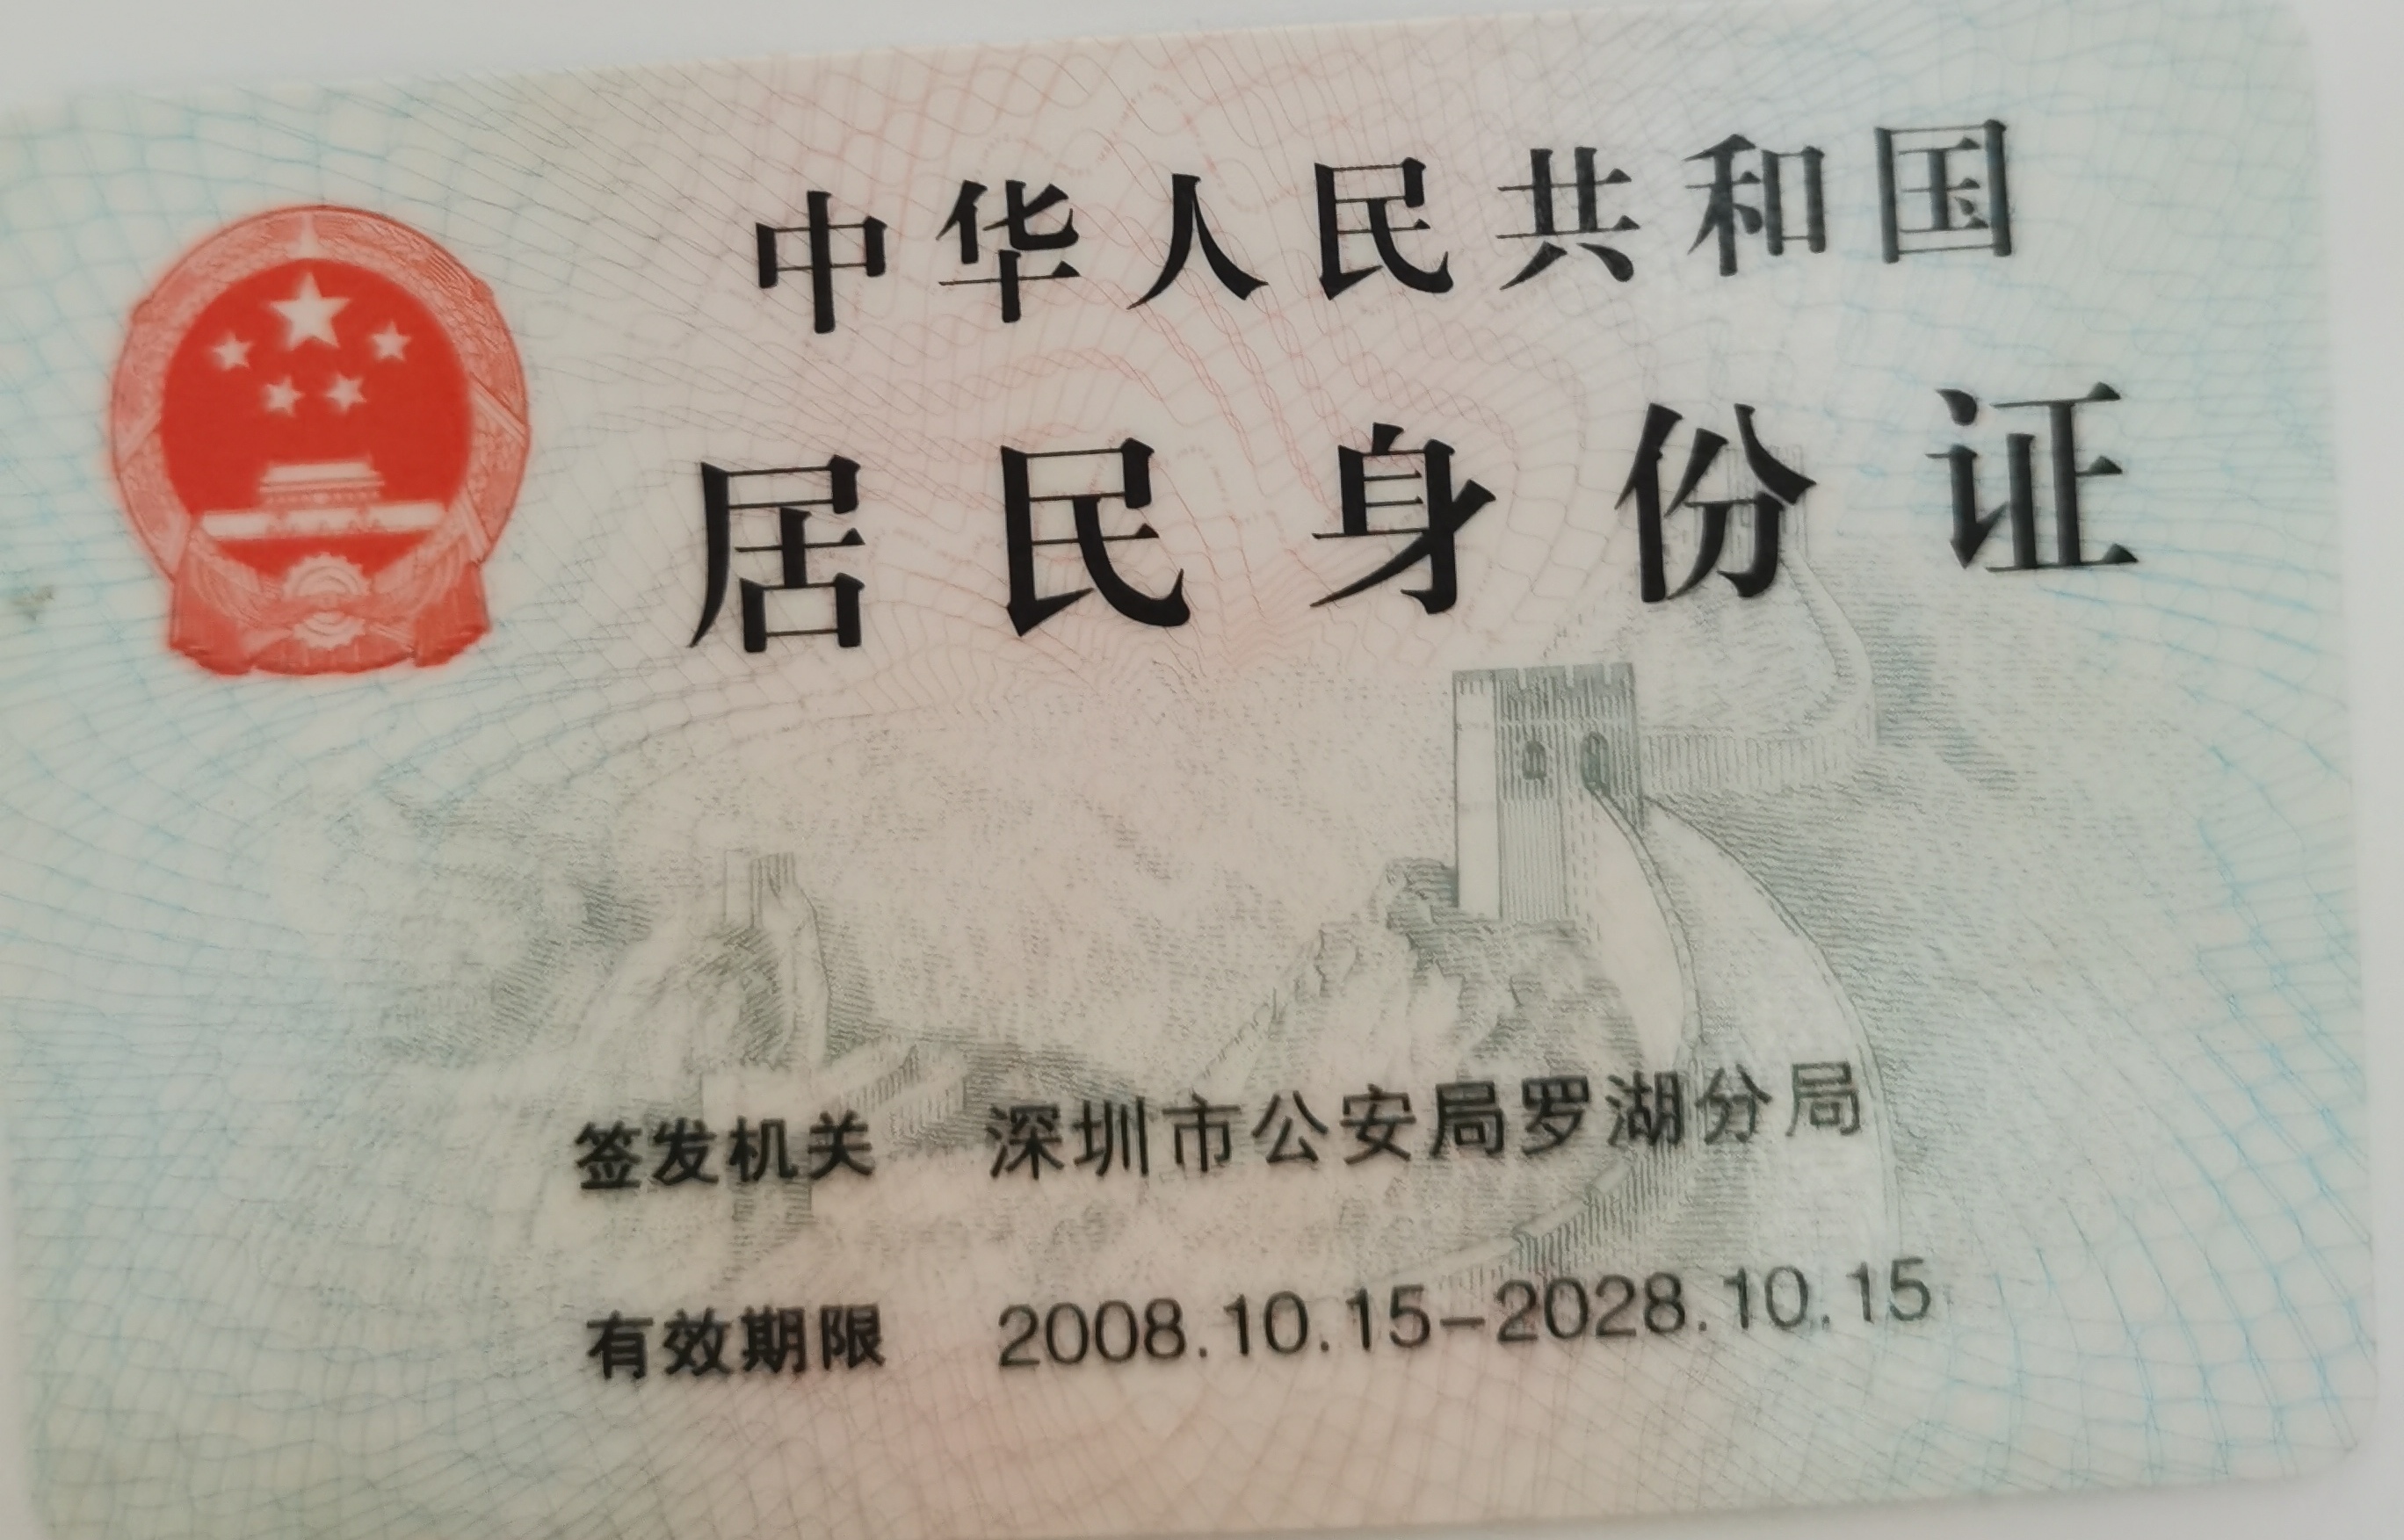 中华人民共和国
居民身份证
签发机关 深圳市公安局罗湖分局
有效期限 2008.10.15-2028.10.15